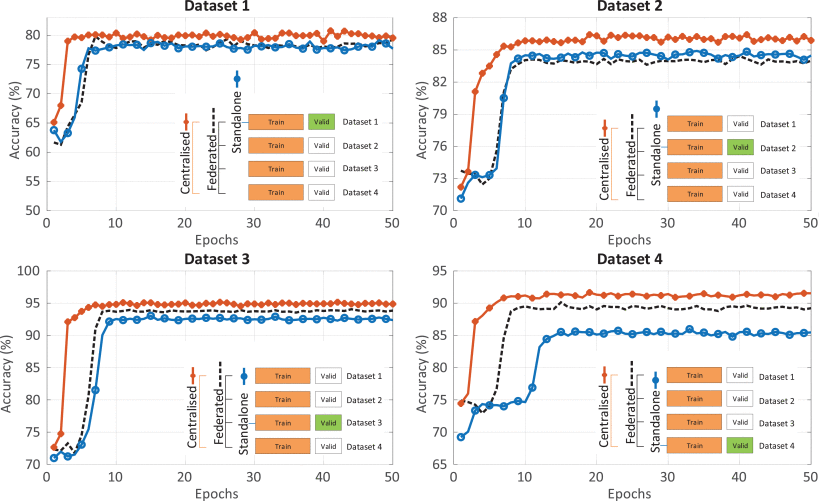 Dataset 1
Accuracy (%)
80
75
70
65
60
55
50
0 10 20 30 40 50
Epochs
Centralised
Federated
Standalone
Train Valid Dataset 1
Train Valid Dataset 2
Train Valid Dataset 3
Train Valid Dataset 4
Dataset 2
Accuracy (%)
88
85
82
79
76
73
70
0 10 20 30 40 50
Epochs
Centralised
Federated
Standalone
Train Valid Dataset 1
Train Valid Dataset 2
Train Valid Dataset 3
Train Valid Dataset 4
Dataset 3
Accuracy (%)
100
95
90
85
80
75
70
0 10 20 30 40 50
Epochs
Centralised
Federated
Standalone
Train Valid Dataset 1
Train Valid Dataset 2
Train Valid Dataset 3
Train Valid Dataset 4
Dataset 4
Accuracy (%)
95
90
85
80
75
70
65
0 10 20 30 40 50
Epochs
Centralised
Federated
Standalone
Train Valid Dataset 1
Train Valid Dataset 2
Train Valid Dataset 3
Train Valid Dataset 4